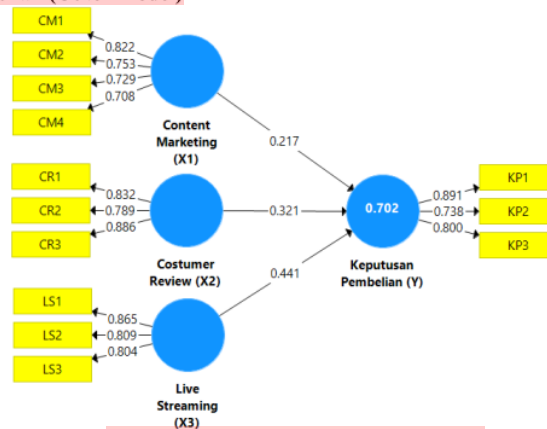 CM1
CM2
CM3
CM4
0.822
0.753
0.729
0.708
Content
Marketing
(X1)
0.217
CR1
CR2
CR3
0.832
0.789
0.886
Costumer
Review (X2)
0.321
LS1
LS2
LS3
0.865
0.809
0.804
Live
Streaming
(X3)
0.441
0.702
Keputusan
Pembelian (Y)
0.891
0.738
0.800
KP1
KP2
KP3